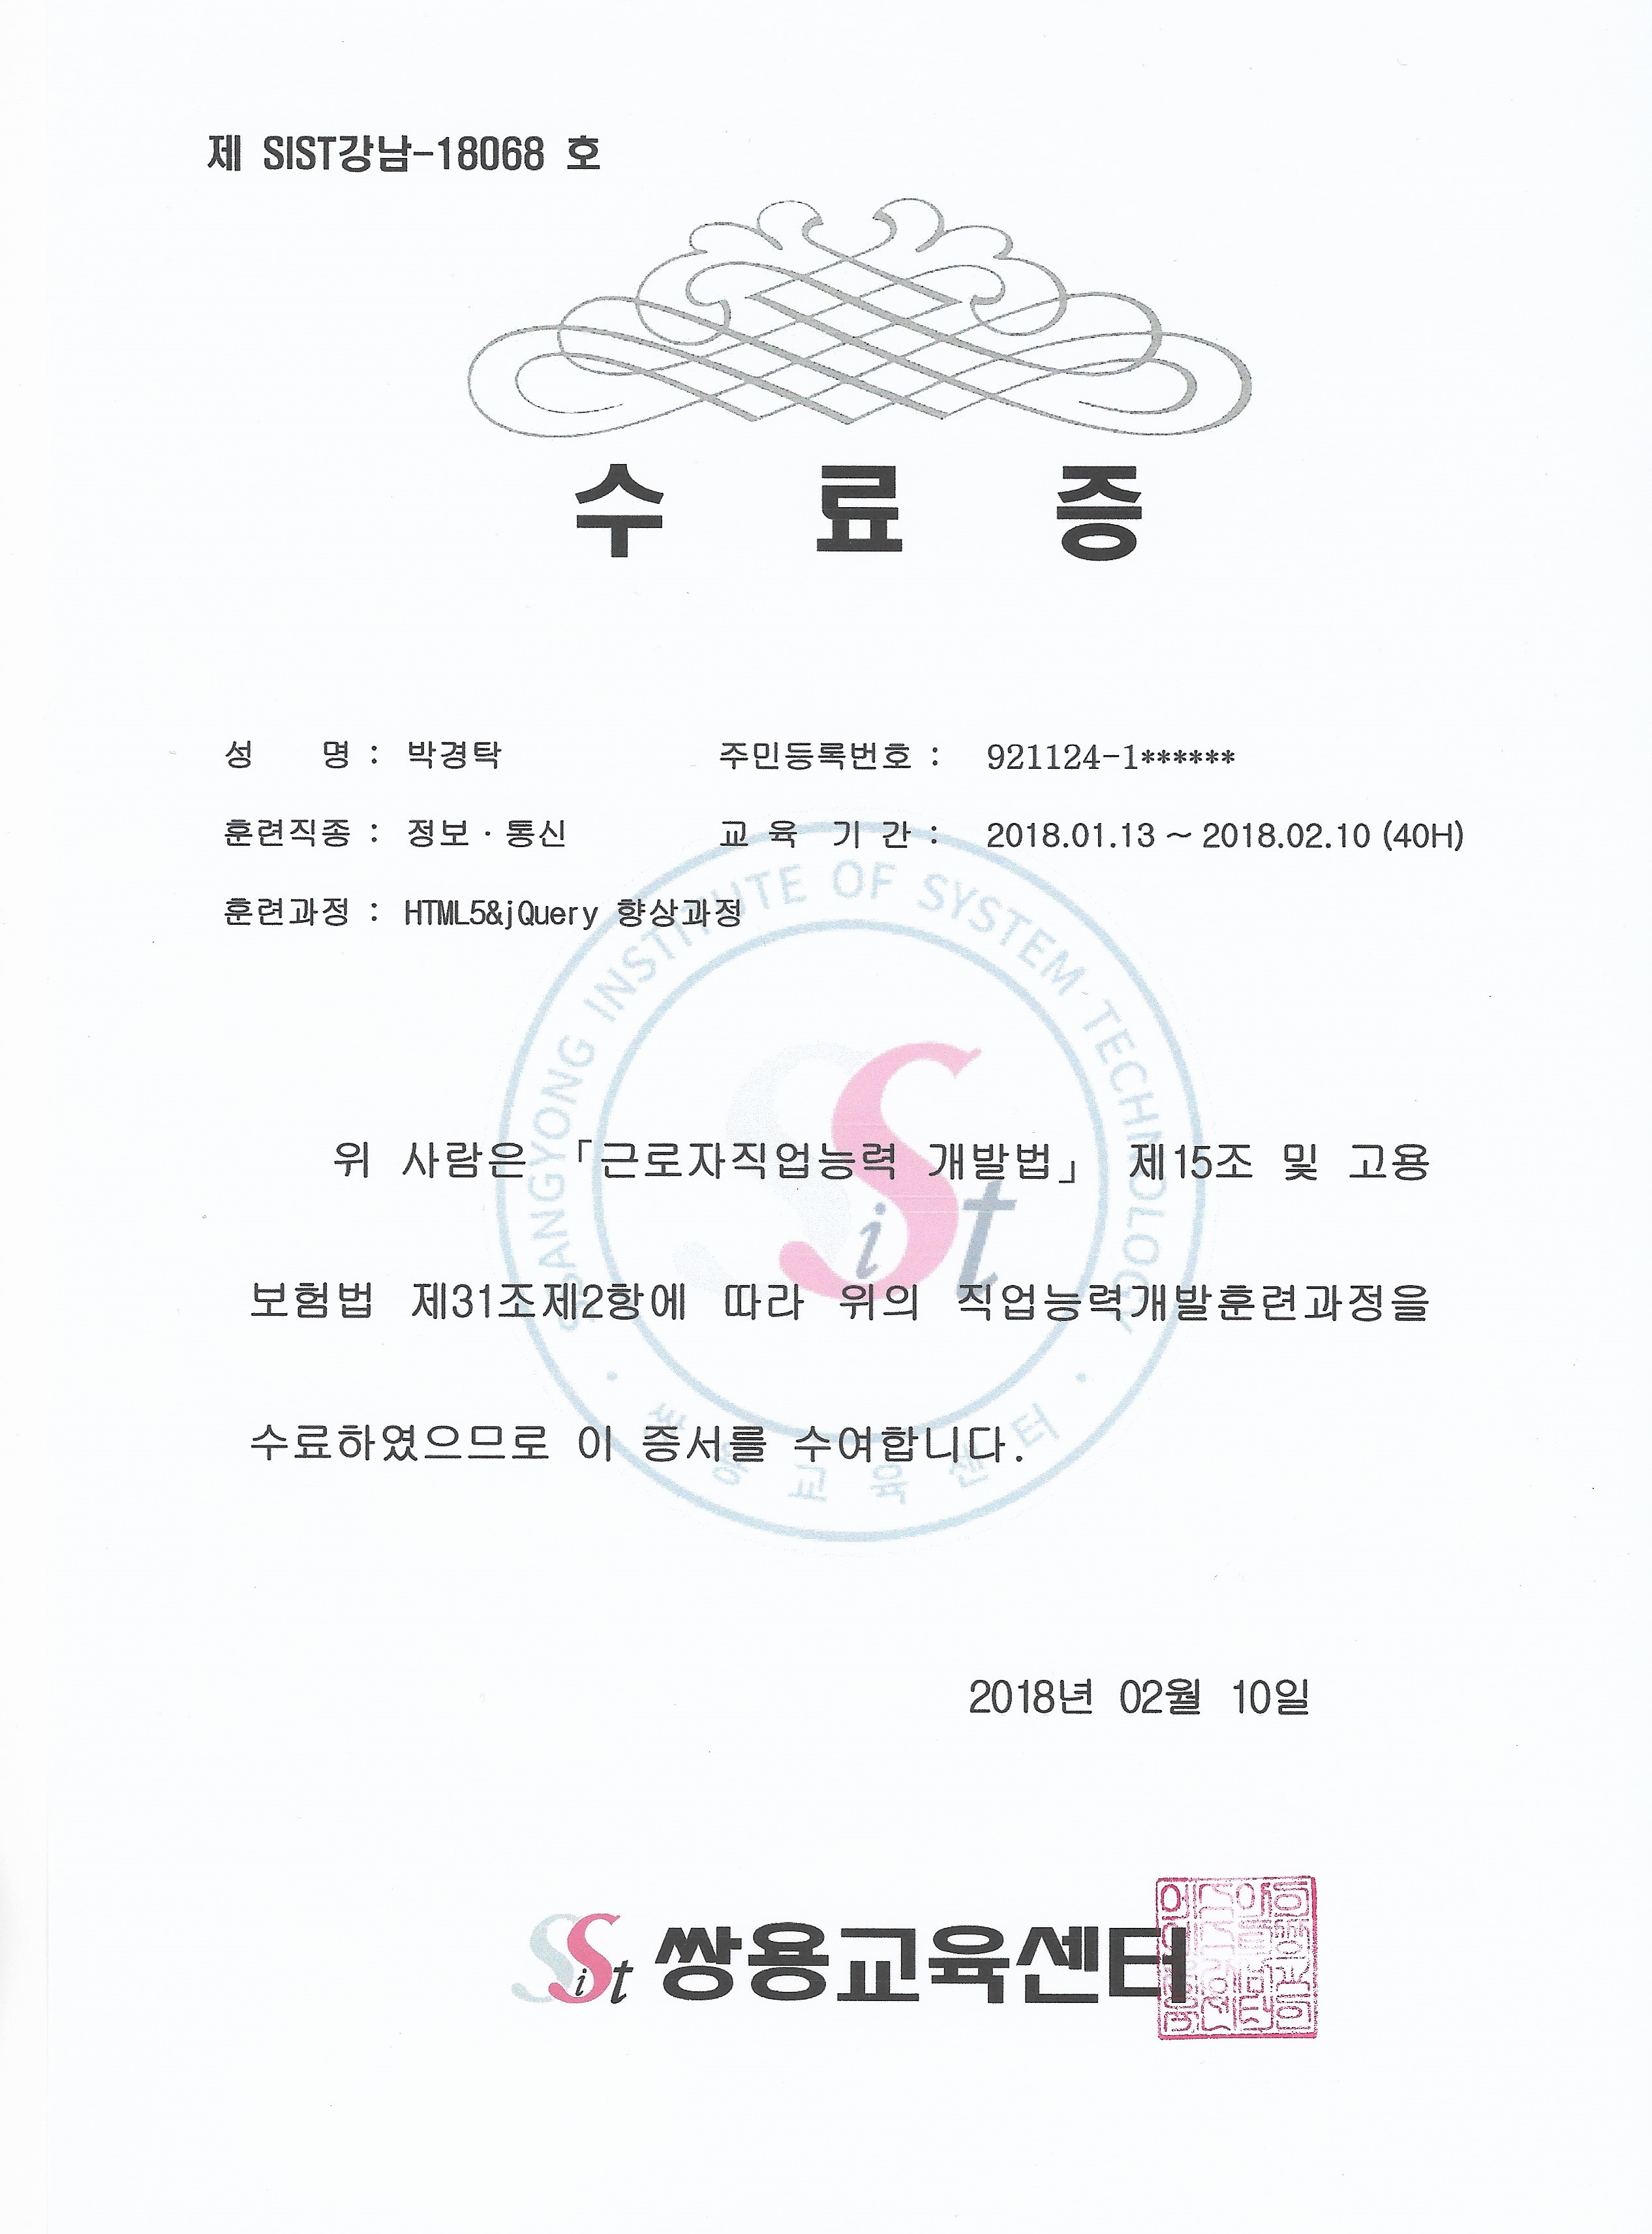 제 SIST강남-18068 호
수 료 증
성 명 : 박경탁 주민등록번호 : 921124-1******
훈련직종 : 정보·통신 교 육 기 간 : 2018.01.13 ~ 2018.02.10 (40H)
훈련과정 : HTML5&jQuery 향상과정
SSANGYONG INSTITUTE OF SYSTEM-TECHNOLOGY
SiSt
위 사람은 「근로자직업능력 개발법」 제15조 및 고용
보험법 제31조제2항에 따라 위의 직업능력개발훈련과정을
수료하였으므로 이 증서를 수여합니다.
· 쌍용교육센터 ·
2018년 02월 10일
SiSt 쌍용교육센터